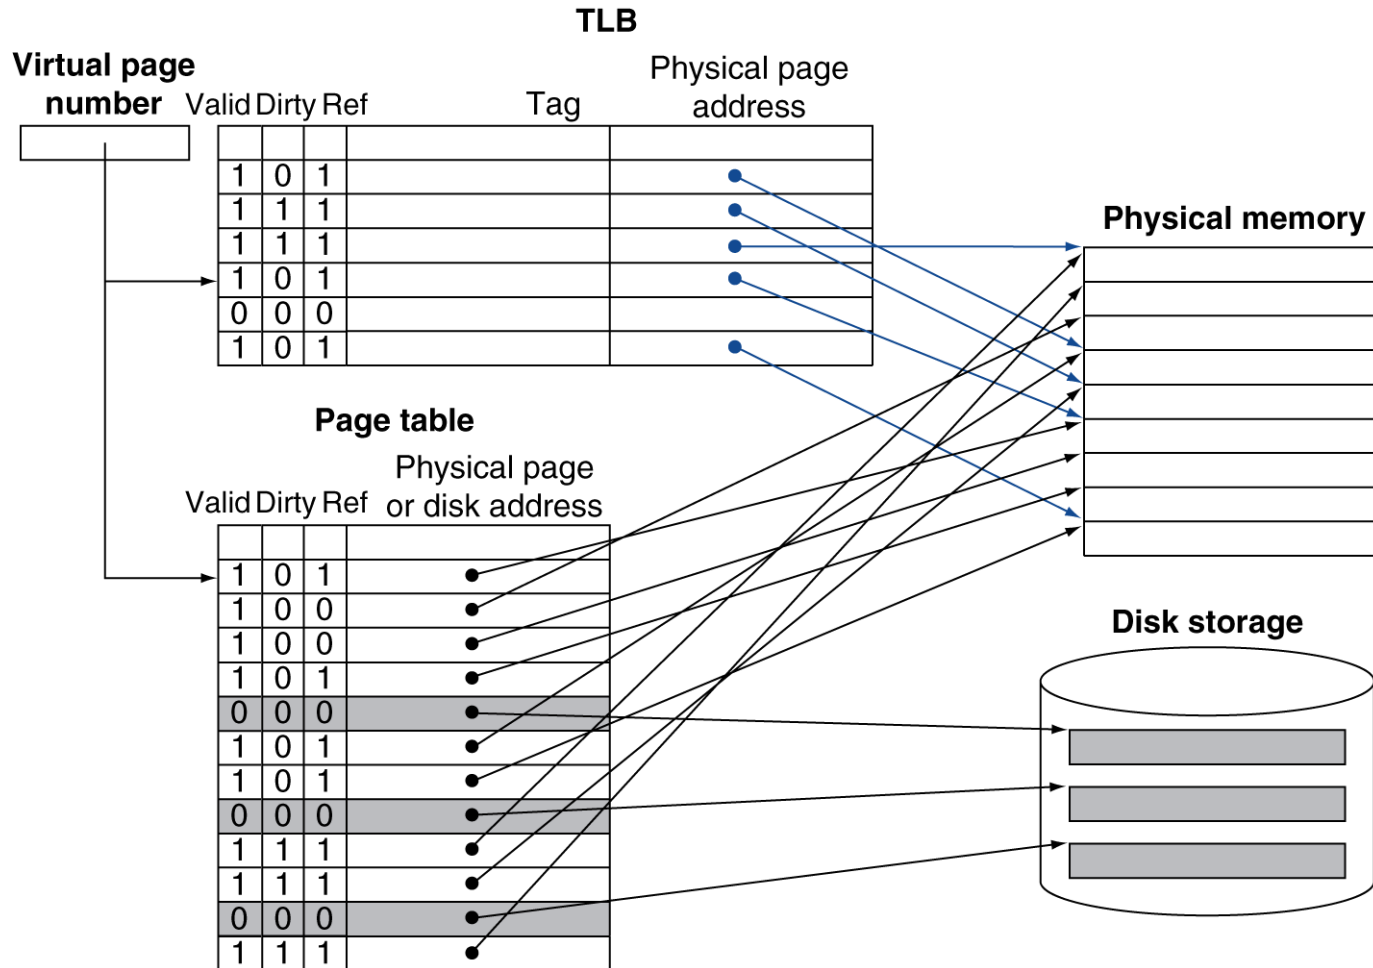 TLB
Virtual page
number
Valid Dirty Ref
Tag
Physical page
address
1 0 1
1 1 1
1 1 1
1 0 1
0 0 0
1 0 1
Physical memory
Page table
Physical page
or disk address
Valid Dirty Ref
1 0 1
1 0 0
1 0 0
1 0 1
0 0 0
1 0 1
1 0 1
0 0 0
1 1 1
1 1 1
0 0 0
1 1 1
Disk storage